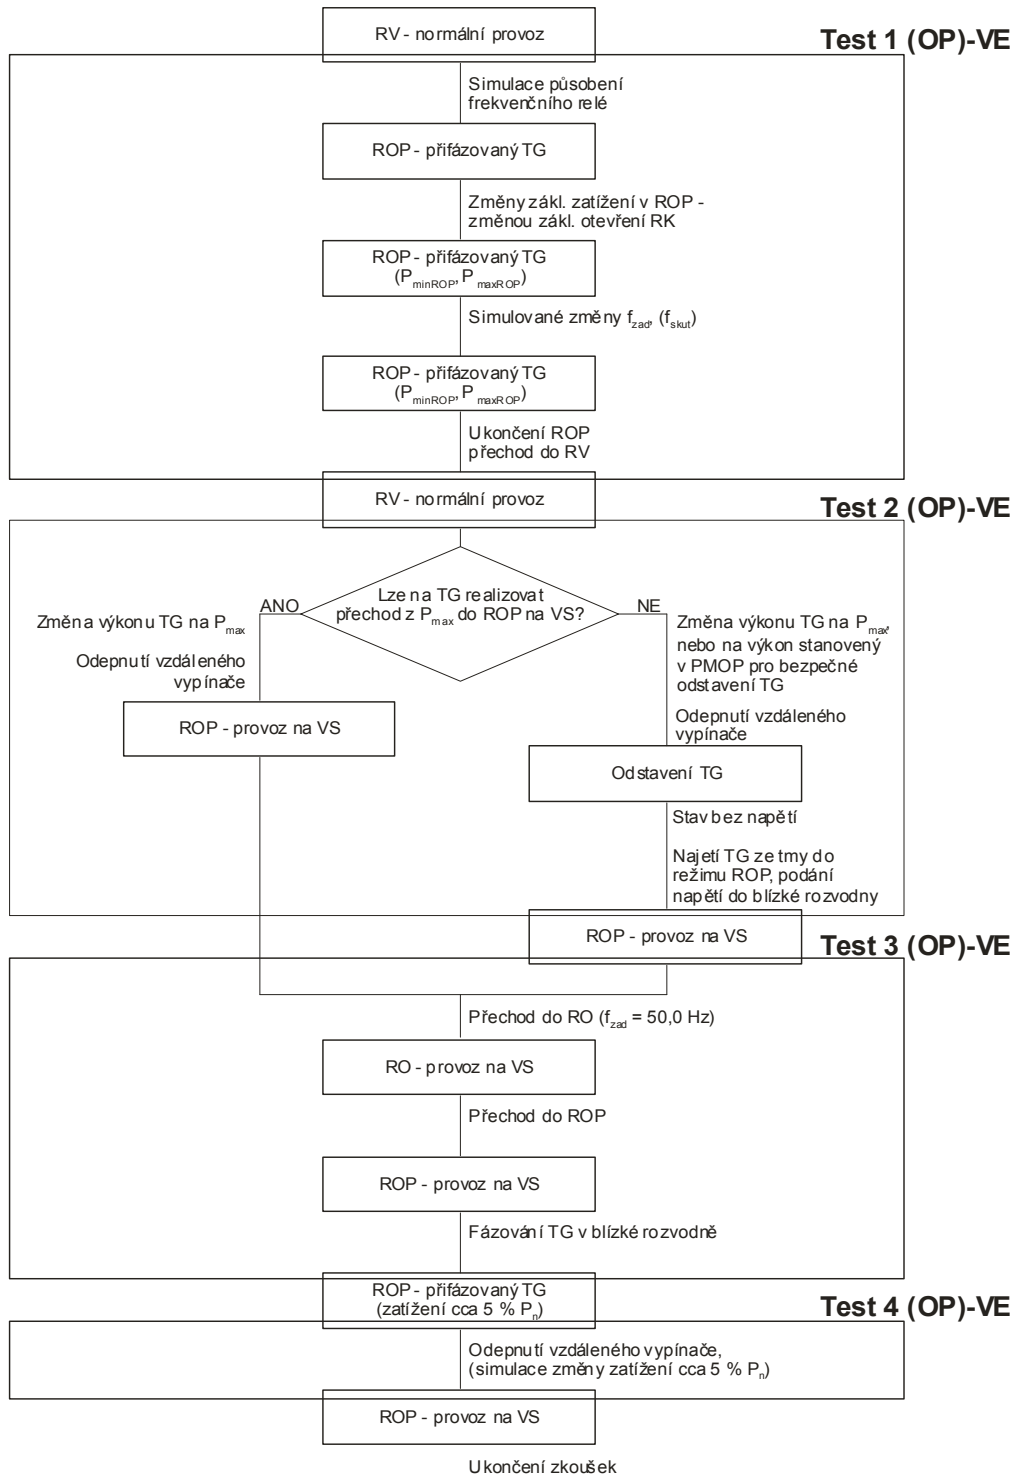 RV - normální provoz
Test 1 (OP)-VE
Simulace působení
frekvenčního relé
ROP - přifázovaný TG
Změny zákl. zatížení v ROP -
změnou zákl. otevření RK
ROP - přifázovaný TG
(PminROP, PmaxROP)
Simulované změny fzad, (fskut)
ROP - přifázovaný TG
(PminROP, PmaxROP)
Ukončení ROP
přechod do RV
RV - normální provoz
Test 2 (OP)-VE
Lze na TG realizovat
přechod z Pmax do ROP na VS?
ANO
NE
Změna výkonu TG na Pmax
Odepnutí vzdáleného
vypínače
ROP - provoz na VS
Změna výkonu TG na Pmax,
nebo na výkon stanovený
v PMOP pro bezpečné
odstavení TG
Odepnutí vzdáleného
vypínače
Odstavení TG
Stav bez napětí
Najetí TG ze tmy do
režimu ROP, podání
napětí do blízké rozvodny
ROP - provoz na VS
Test 3 (OP)-VE
Přechod do RO (fzad = 50,0 Hz)
RO - provoz na VS
Přechod do ROP
ROP - provoz na VS
Fázování TG v blízké rozvodně
ROP - přifázovaný TG
(zatížení cca 5 % Pn)
Test 4 (OP)-VE
Odepnutí vzdáleného vypínače,
(simulace změny zatížení cca 5 % Pn)
ROP - provoz na VS
Ukončení zkoušek